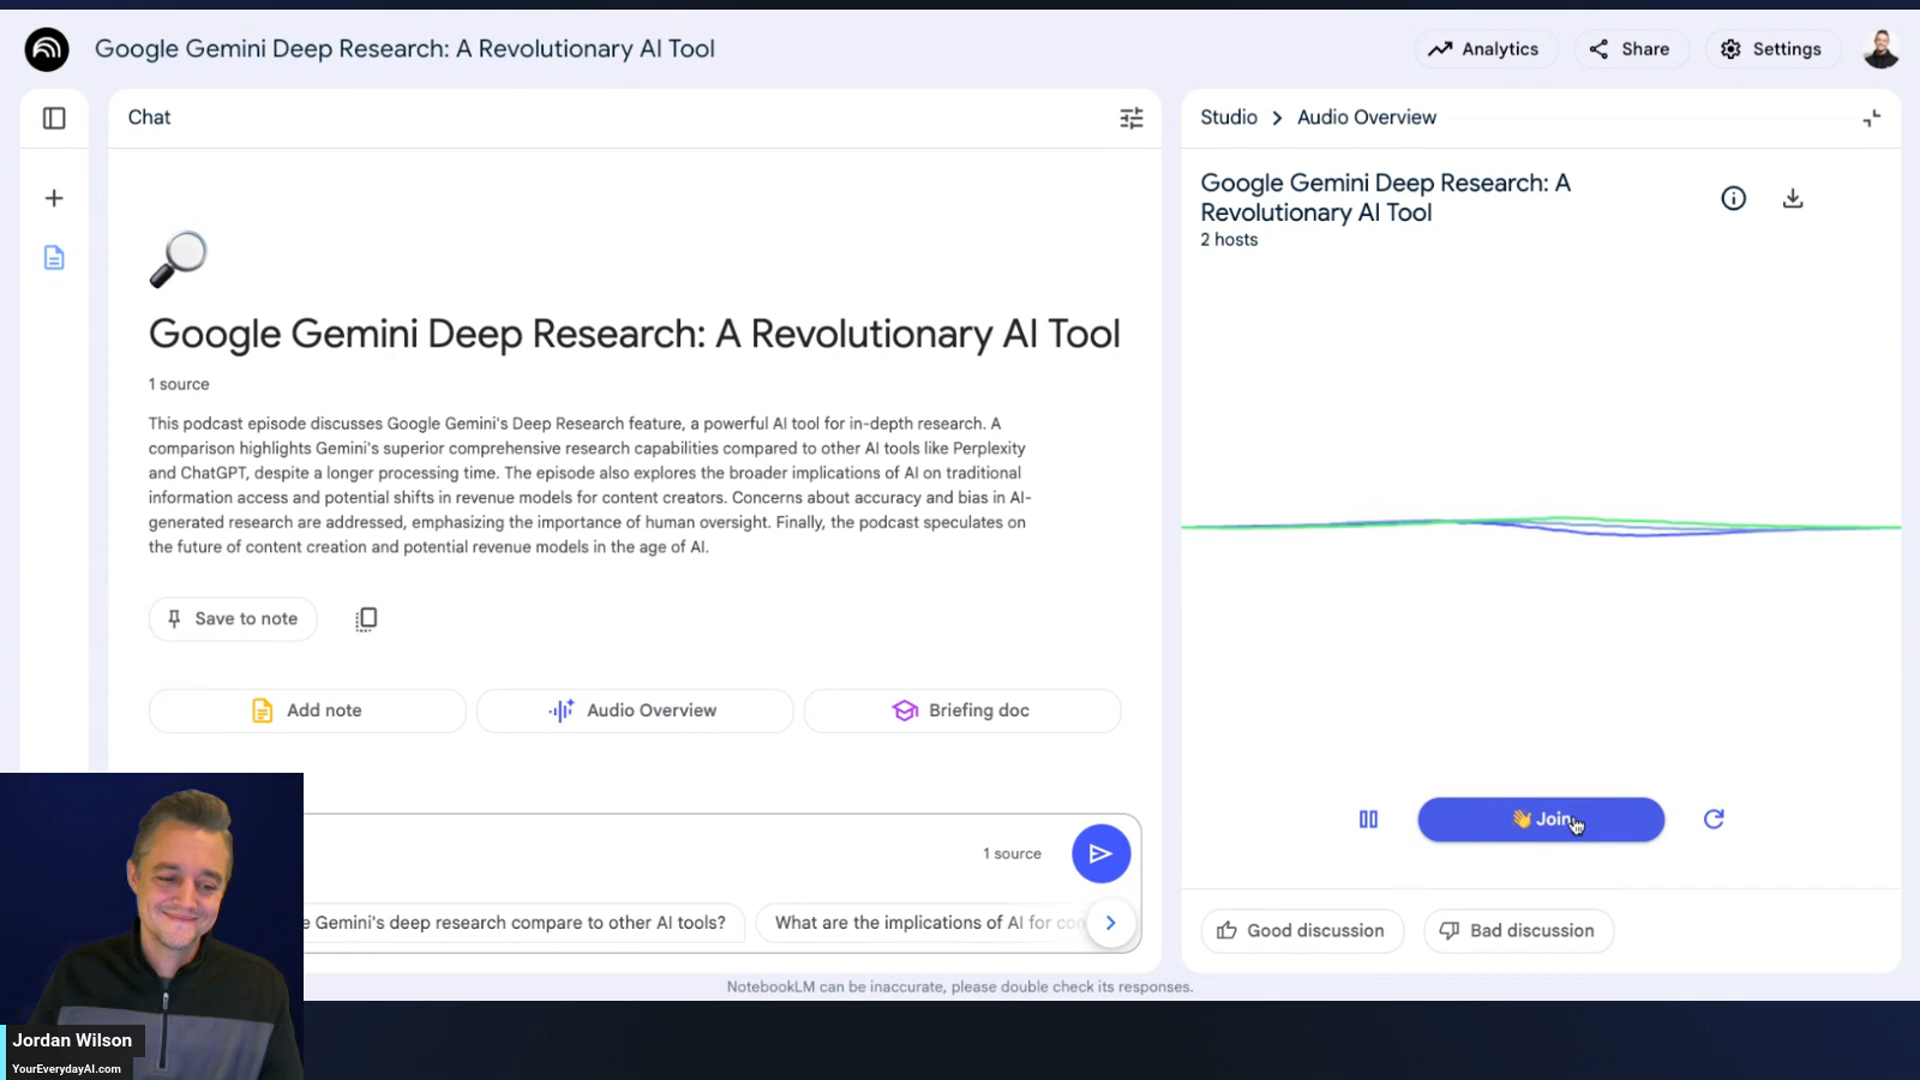 Google Gemini Deep Research: A Revolutionary AI Tool
Analytics
Share
Settings
Chat
Studio > Audio Overview
Google Gemini Deep Research: A
Revolutionary AI Tool
2 hosts
Google Gemini Deep Research: A Revolutionary AI Tool
1 source
This podcast episode discusses Google Gemini's Deep Research feature, a powerful AI tool for in-depth research. A
comparison highlights Gemini's superior comprehensive research capabilities compared to other AI tools like Perplexity
and ChatGPT, despite a longer processing time. The episode also explores the broader implications of AI on traditional
information access and potential shifts in revenue models for content creators. Concerns about accuracy and bias in AI-
generated research are addressed, emphasizing the importance of human oversight. Finally, the podcast speculates on
the future of content creation and potential revenue models in the age of AI.
Save to note
Add note
Audio Overview
Briefing doc
1 source
e Gemini's deep research compare to other AI tools?
What are the implications of AI for con
👋 Join
Good discussion
Bad discussion
NotebookLM can be inaccurate, please double check its responses.
Jordan Wilson
YourEverydayAI.com